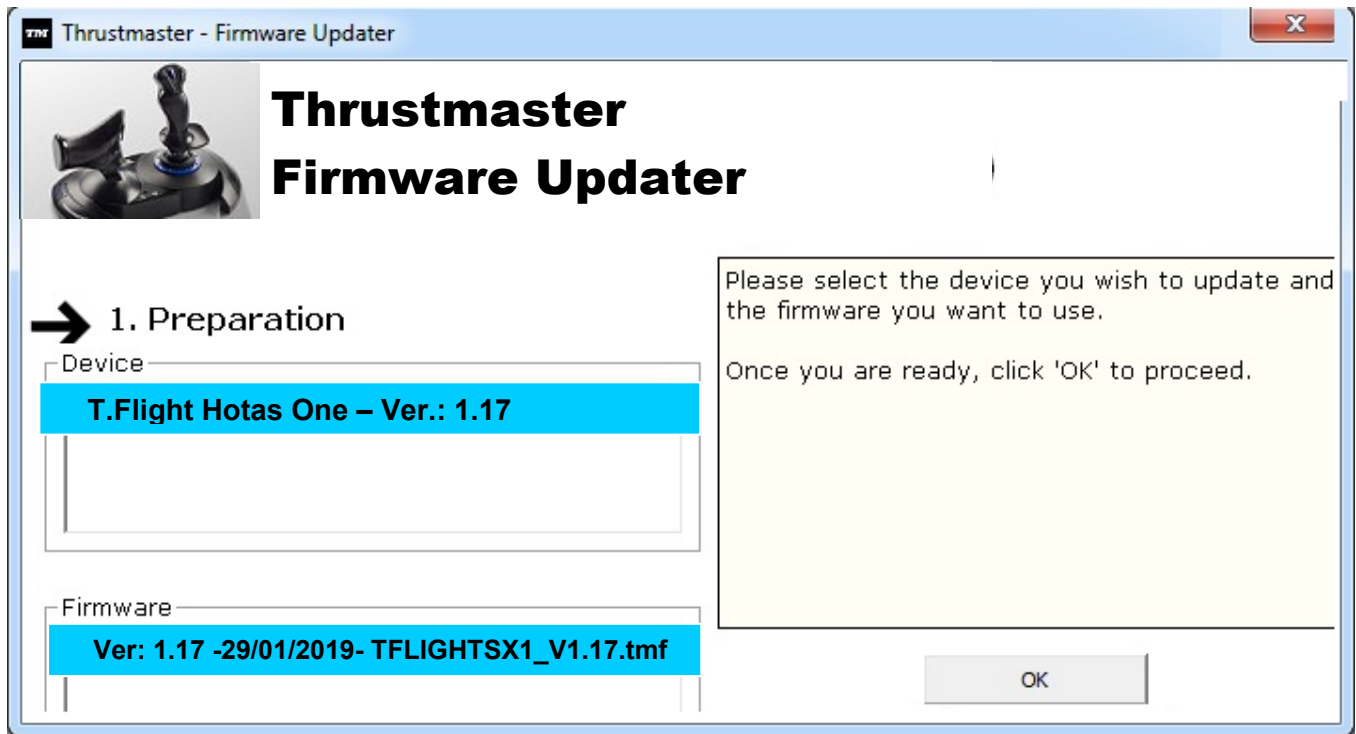 TM Thrustmaster - Firmware Updater
X
Thrustmaster
Firmware Updater
1. Preparation
Device
T.Flight Hotas One – Ver.: 1.17
Firmware
Ver: 1.17 -29/01/2019- TFLIGHTSX1_V1.17.tmf
Please select the device you wish to update and
the firmware you want to use.
Once you are ready, click 'OK' to proceed.
OK